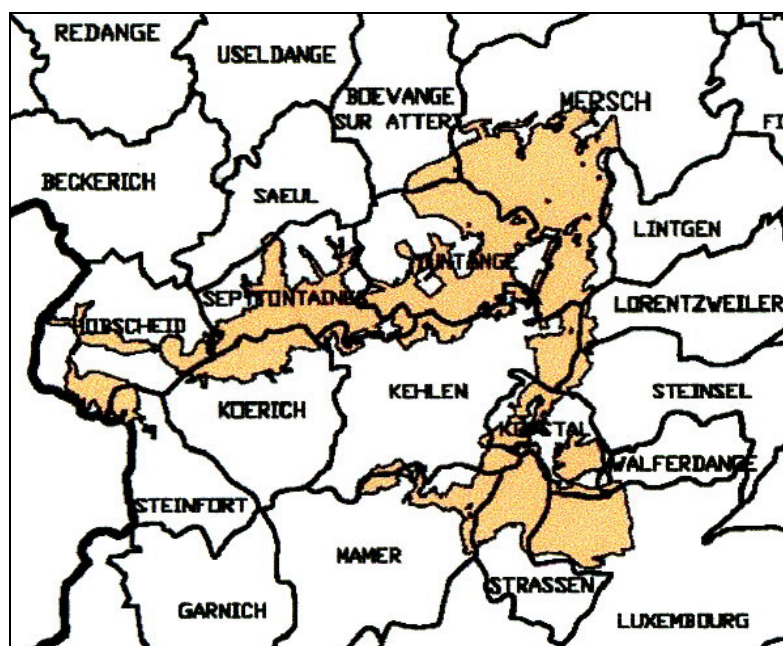 REDANGE
USELDANGE
BOEVANGE
SUR ATTERT
MERSCH
BECKERICH
SAEUL
LINTGEN
TUNTANGE
SEPTFONTAINES
HOBSCHEID
LORENTZWEILER
KEHLEN
STEINSEL
KOERICH
KOPSTAL
WALFERDANGE
STEINFORT
MAMER
STRASSEN
GARNICH
LUXEMBOURG